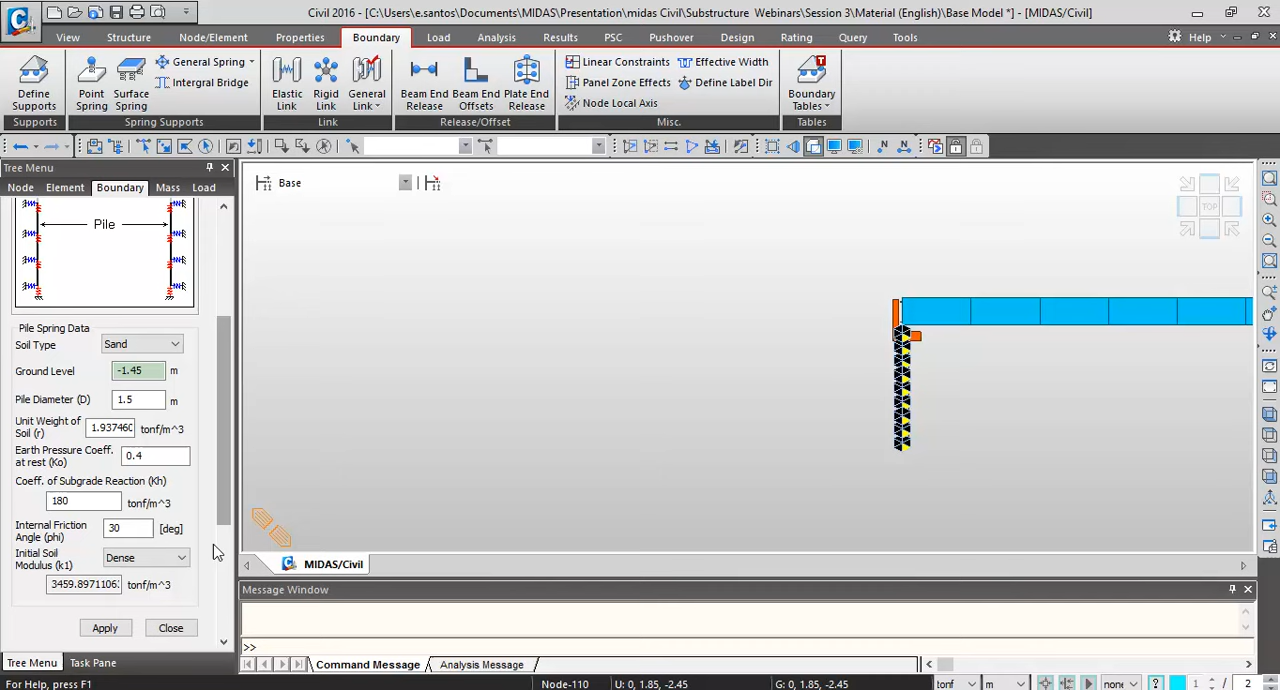 Civil 2016 - [C:\Users\e.santos\Documents\MIDAS\Presentation\midas Civil\Substure Webinars\Session 3\Material (English)\Base Model *] - [MIDAS/Civil]
View Structure Node/Element Properties Boundary Load Analysis Results PSC Pushover Design Rating Query Tools Help
Define Supports
Point Spring
Surface Spring
General Spring
Intergral Bridge
Elastic Link
Rigid Link
General Link
Beam End Release
Beam End Offsets
Plate End Release
Linear Constraints
Effective Width
Panel Zone Effects
Define Label Dir
Node Local Axis
Boundary Tables
Supports Spring Supports Link Release/Offset Misc. Tables
Tree Menu
Node Element Boundary Mass Load
Base
TOP
Pile
Pile Spring Data
Soil Type Sand
Ground Level -1.45 m
Pile Diameter (D) 1.5 m
Unit Weight of Soil (r) 1.937460 tonf/m^3
Earth Pressure Coeff. at rest (Ko) 0.4
Coeff. of Subgrade Reaction (Kh)
180 tonf/m^3
Internal Friction Angle (phi) 30 [deg]
Initial Soil Modulus (k1) Dense
3459.8971106 tonf/m^3
Apply Close
MIDAS/Civil
Message Window
>>
Tree Menu Task Pane
Command Message Analysis Message
For Help, press F1
Node-110
U: 0, 1.85, -2.45
G: 0, 1.85, -2.45
tonf m
none
1 / 2